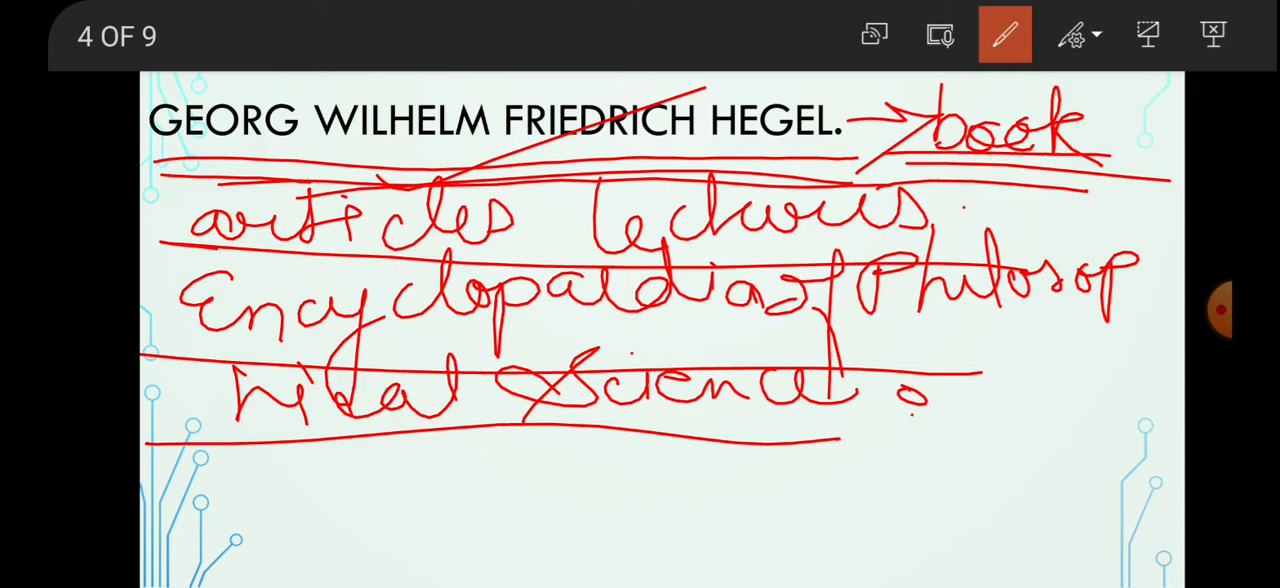 4 OF 9
GEORG WILHELM FRIEDRICH HEGEL. → book
articles lectures.
Encyclopaedia of Philosop
hical Science.